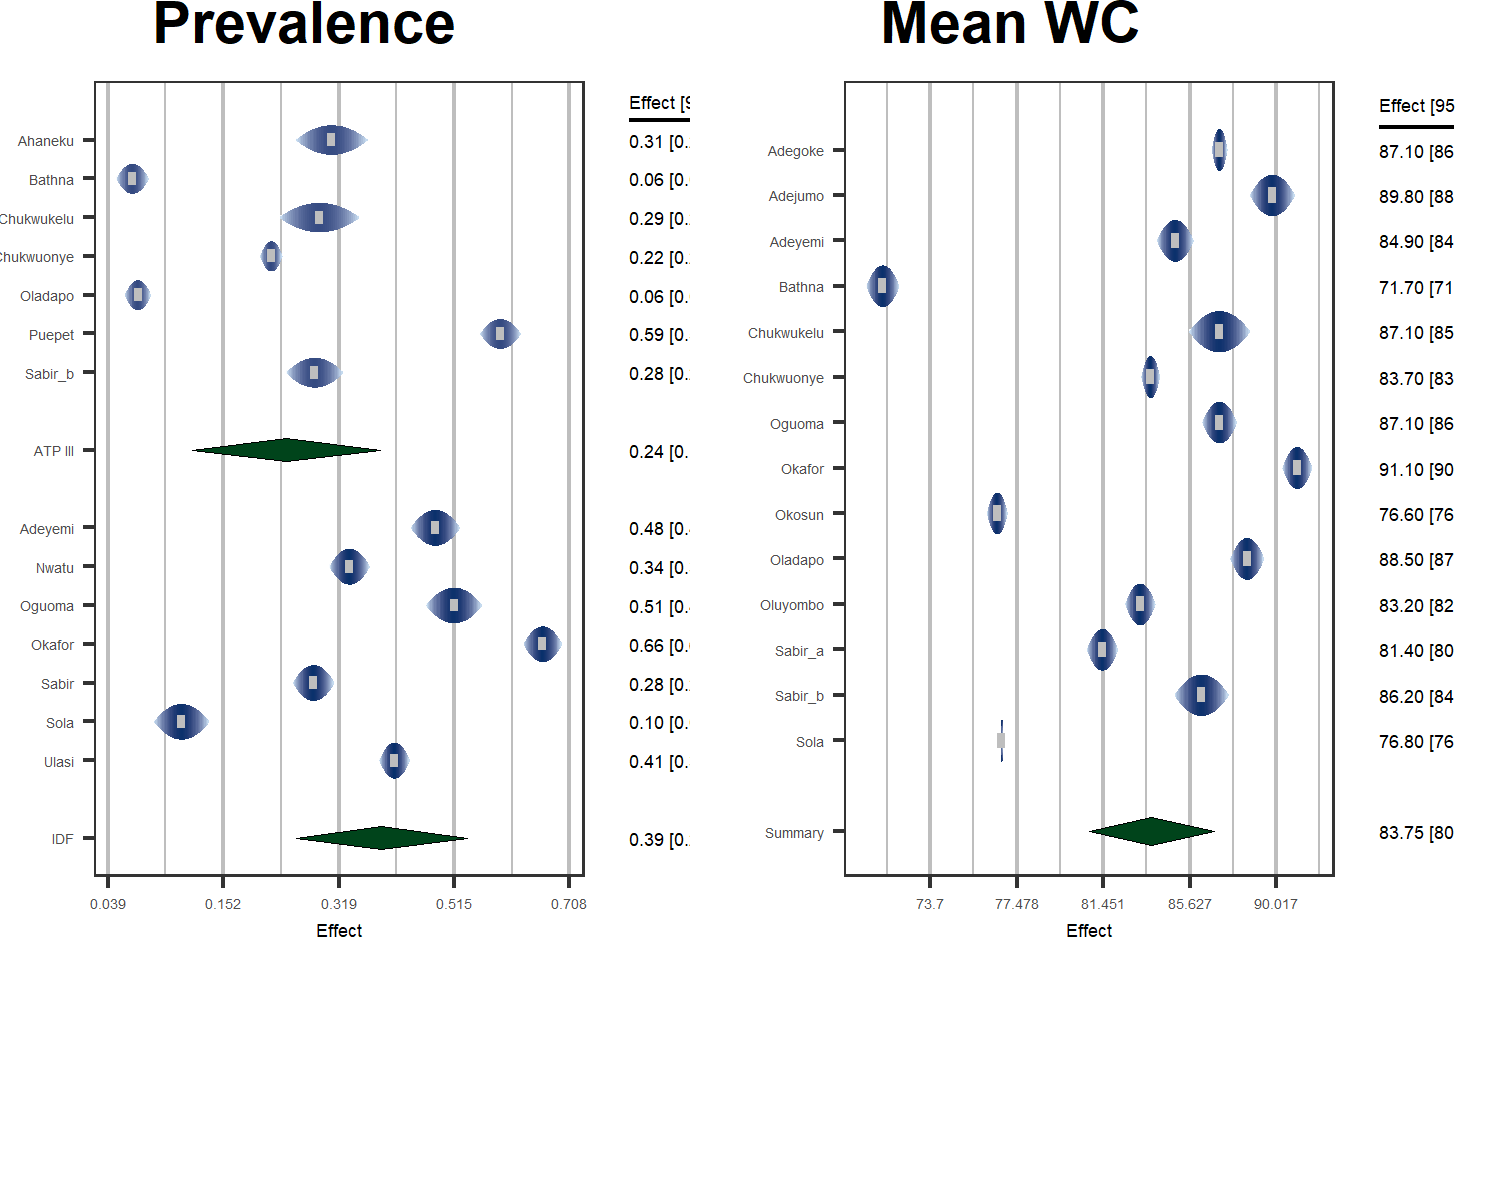 Prevalence
Effect [9
Ahaneku 0.31 [0.
Bathna 0.06 [0.
Chukwukelu 0.29 [0.
Chukwuonye 0.22 [0.
Oladapo 0.06 [0.
Puepet 0.59 [0.
Sabir_b 0.28 [0.
ATP III 0.24 [0.
Adeyemi 0.48 [0.
Nwatu 0.34 [0.
Oguoma 0.51 [0.
Okafor 0.66 [0.
Sabir 0.28 [0.
Sola 0.10 [0.
Ulasi 0.41 [0.
IDF 0.39 [0.
0.039 0.152 0.319 0.515 0.708
Effect
Mean WC
Effect [95
Adegoke 87.10 [86
Adejumo 89.80 [88
Adeyemi 84.90 [84
Bathna 71.70 [71
Chukwukelu 87.10 [85
Chukwuonye 83.70 [83
Oguoma 87.10 [86
Okafor 91.10 [90
Okosun 76.60 [76
Oladapo 88.50 [87
Oluyombo 83.20 [82
Sabir_a 81.40 [80
Sabir_b 86.20 [84
Sola 76.80 [76
Summary 83.75 [80
73.7 77.478 81.451 85.627 90.017
Effect